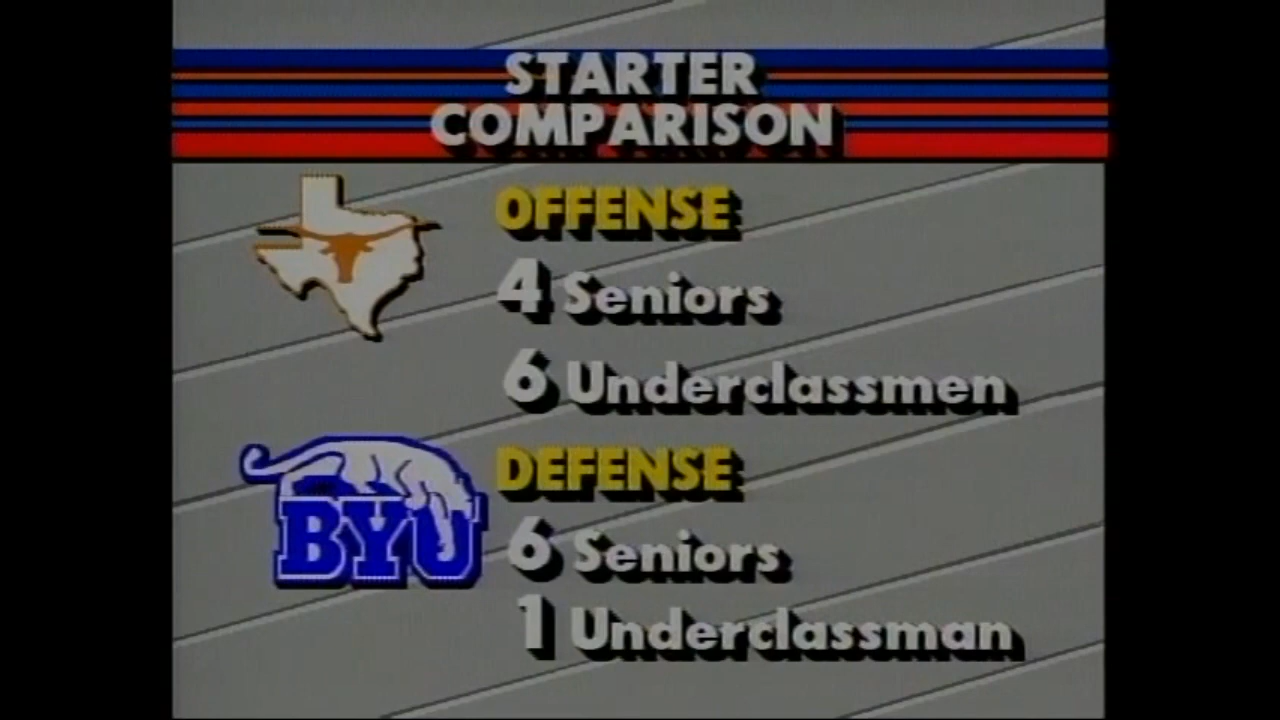 STARTER
COMPARISON
OFFENSE
4 Seniors
6 Underclassmen
DEFENSE
BYU
6 Seniors
1 Underclassman